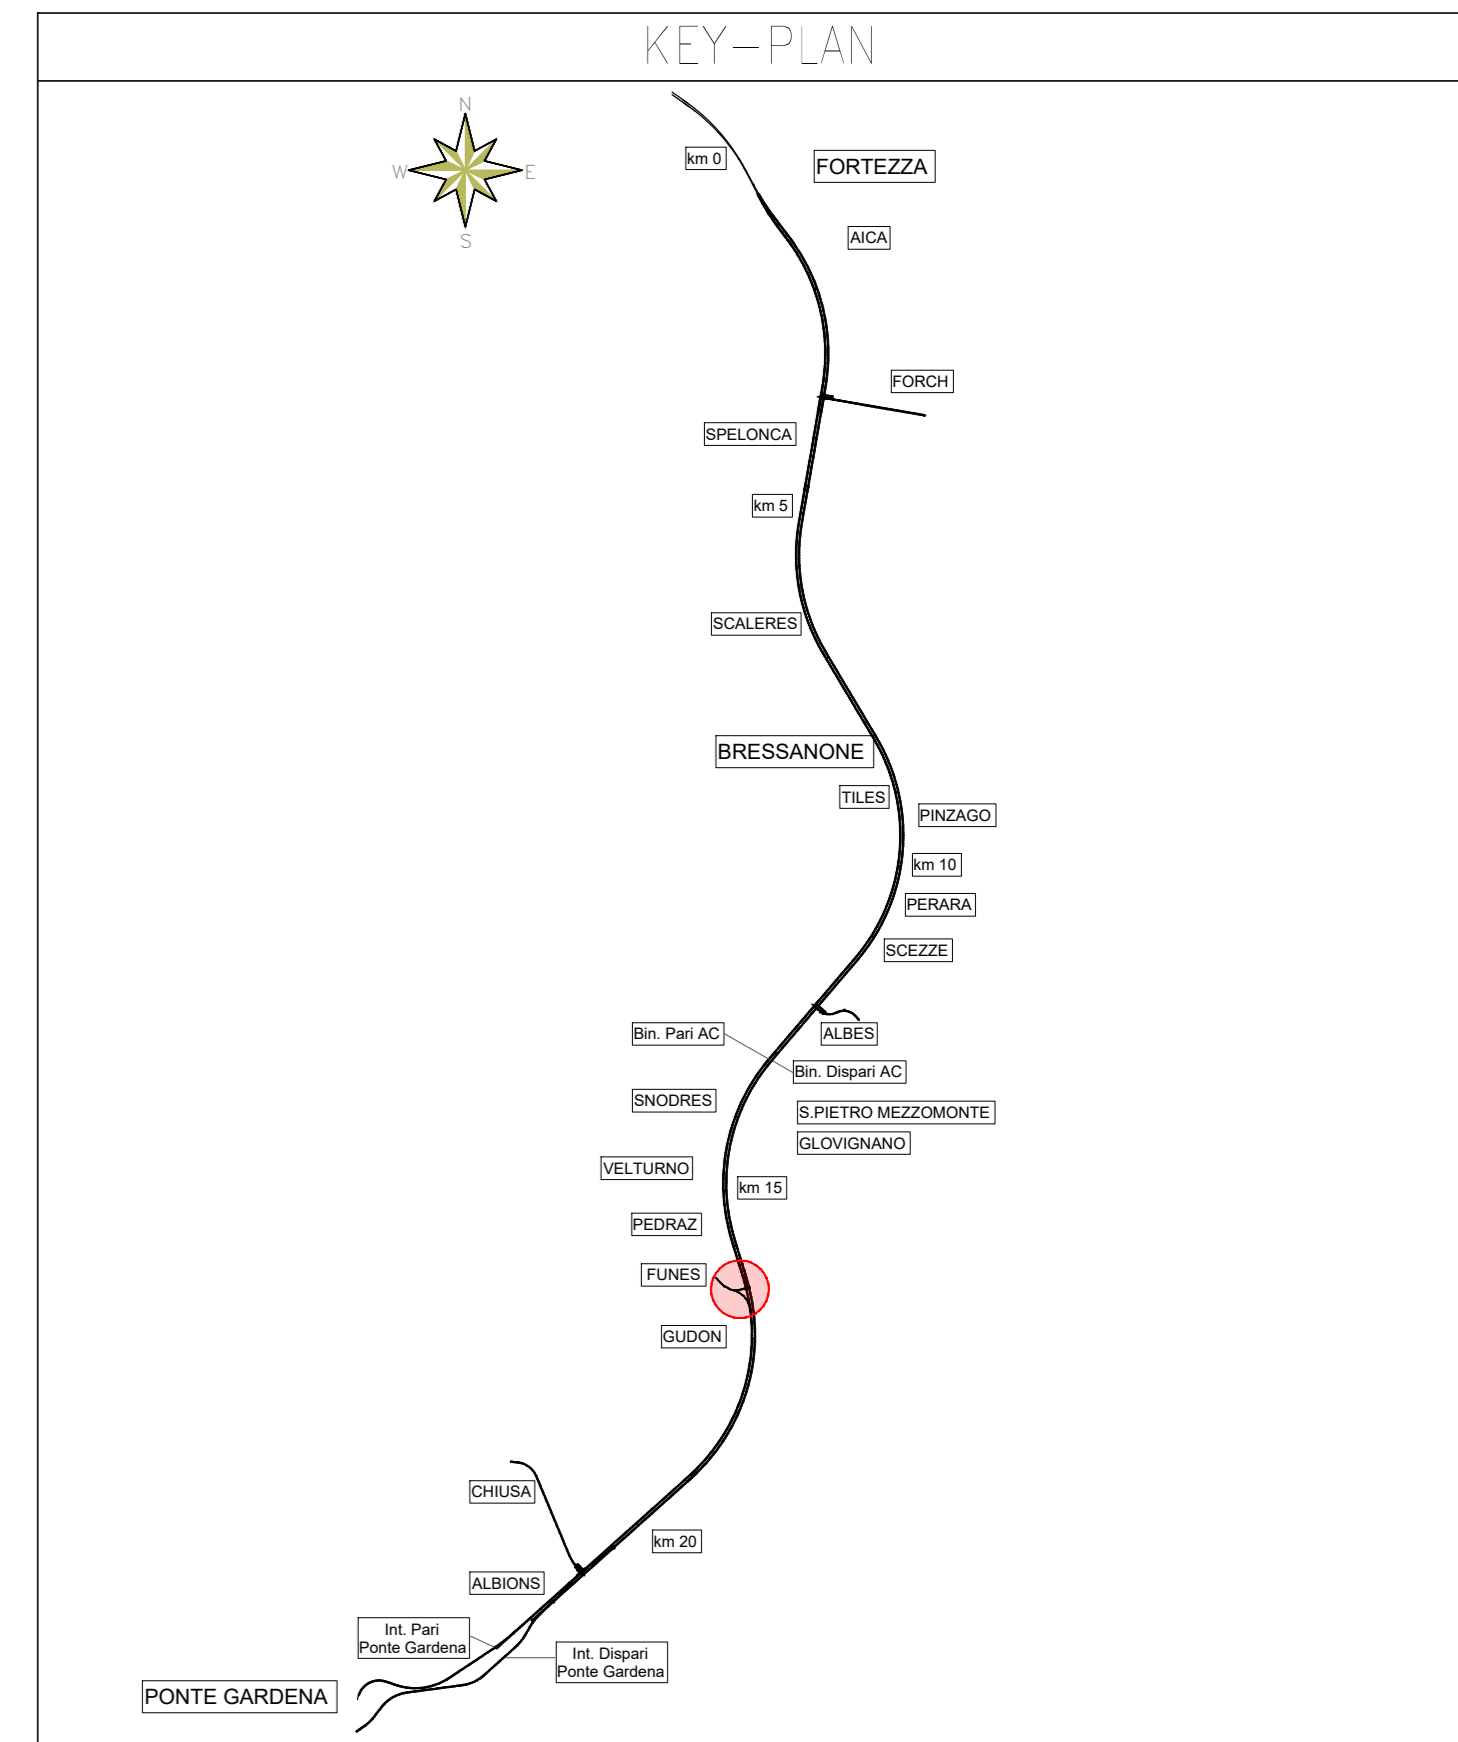 KEY-PLAN
N
W
E
S
km 0
FORTEZZA
AICA
FORCH
SPELONCA
km 5
SCALERES
BRESSANONE
TILES
PINZAGO
km 10
PERARA
SCEZZE
ALBES
Bin. Pari AC
Bin. Dispari AC
SNODRES
S.PIETRO MEZZOMONTE
GLOVIGNANO
VELTURNO
km 15
PEDRAZ
FUNES
GUDON
CHIUSA
km 20
ALBIONS
Int. Pari
Ponte Gardena
Int. Dispari
Ponte Gardena
PONTE GARDENA